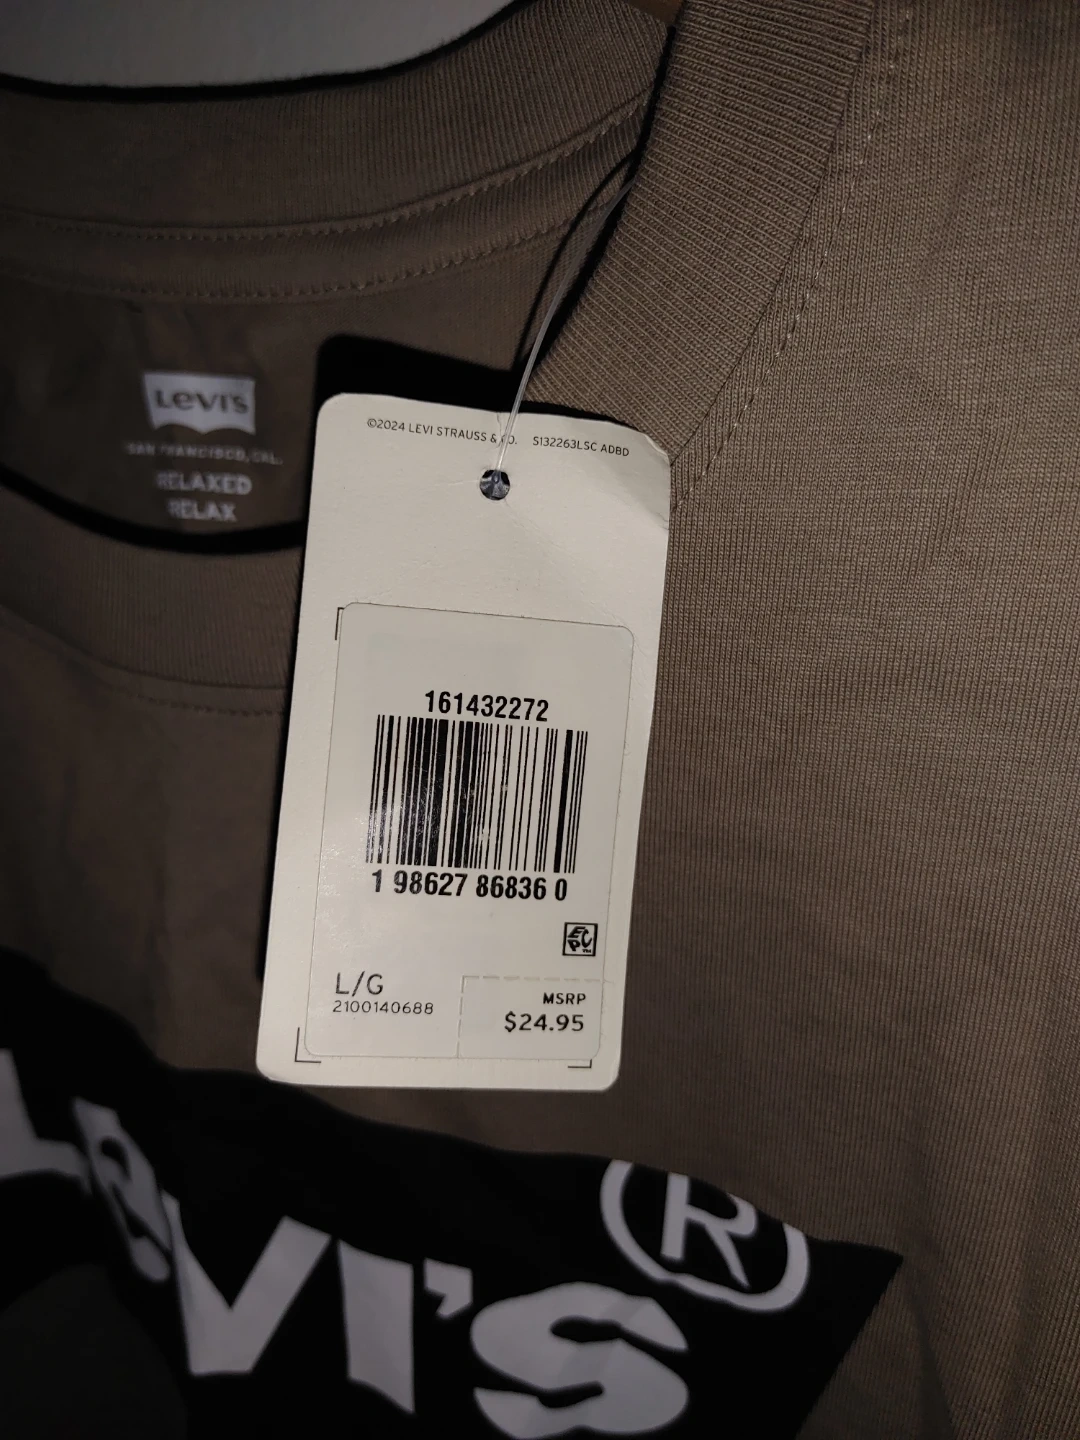 ©2024 LEVI STRAUSS & CO. S132263LSC ADBD
LEVI'S
SAN FRANCISCO, CAL.
RELAXED
RELAX
161432272
1 98627 86836 0
EPC
L/G
2100140688
MSRP
$24.95
LEVI'S®